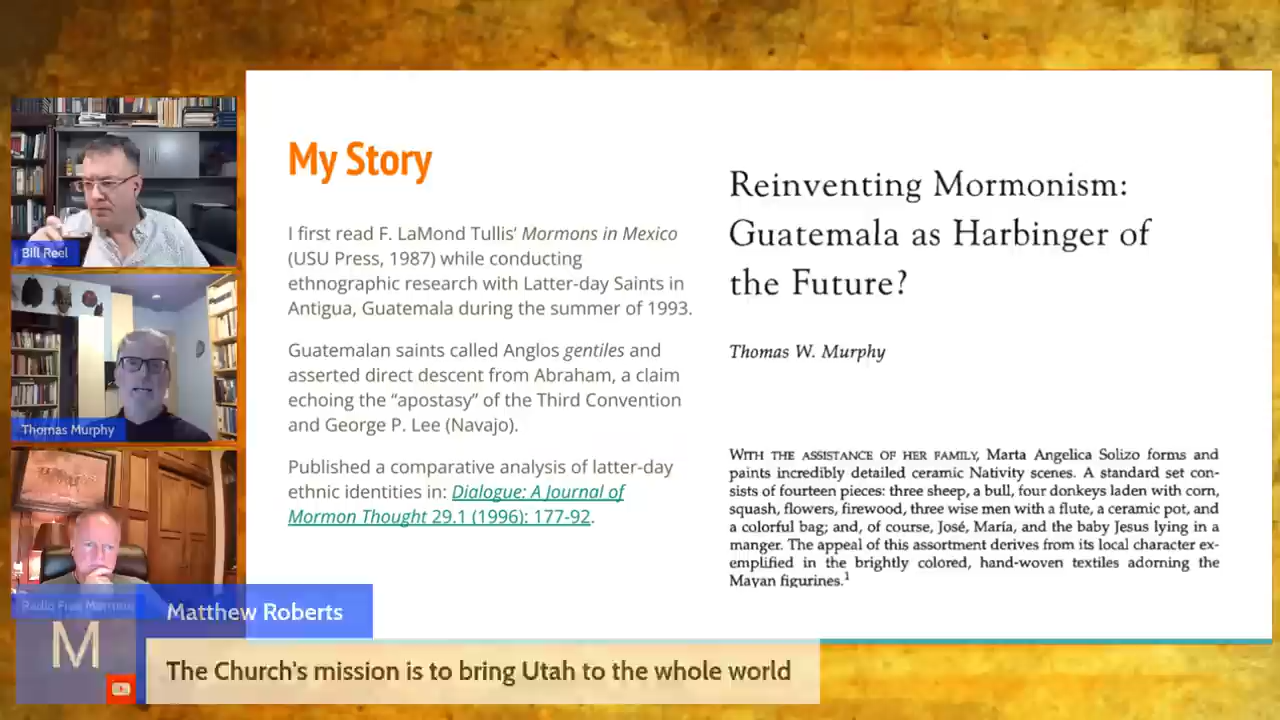 My Story
I first read F. LaMond Tullis' Mormons in Mexico
(USU Press, 1987) while conducting
ethnographic research with Latter-day Saints in
Antigua, Guatemala during the summer of 1993.
Guatemalan saints called Anglos gentiles and
asserted direct descent from Abraham, a claim
echoing the “apostasy” of the Third Convention
and George P. Lee (Navajo).
Published a comparative analysis of latter-day
ethnic identities in: Dialogue: A Journal of
Mormon Thought 29.1 (1996): 177-92.
Reinventing Mormonism:
Guatemala as Harbinger of
the Future?
Thomas W. Murphy
WITH THE ASSISTANCE OF HER FAMILY, Marta Angelica Solizo forms and
paints incredibly detailed ceramic Nativity scenes. A standard set con-
sists of fourteen pieces: three sheep, a bull, four donkeys laden with corn,
squash, flowers, firewood, three wise men with a flute, a ceramic pot, and
a colorful bag; and, of course, José, María, and the baby Jesus lying in a
manger. The appeal of this assortment derives from its local character ex-
emplified in the brightly colored, hand-woven textiles adorning the
Mayan figurines.1
Bill Reel
Thomas Murphy
Radio Free Mormon
M
Matthew Roberts
The Church's mission is to bring Utah to the whole world